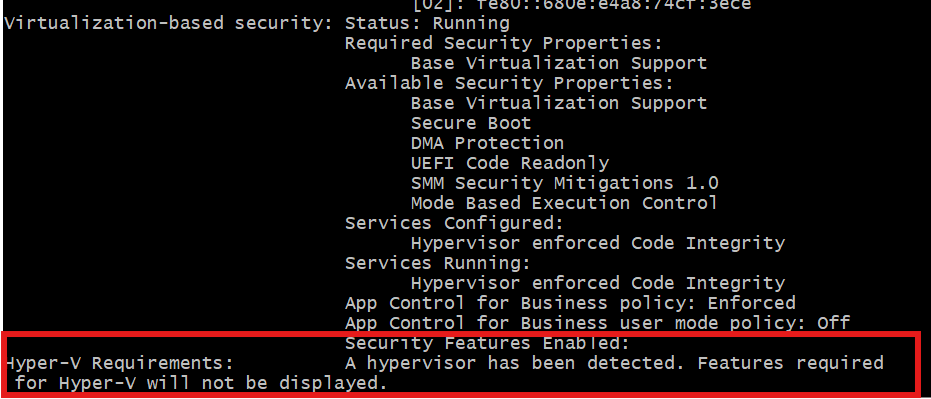 [02]: fe80::680e:e4a8:74cf:3ece
Virtualization-based security: Status: Running
Required Security Properties:
Base Virtualization Support
Available Security Properties:
Base Virtualization Support
Secure Boot
DMA Protection
UEFI Code Readonly
SMM Security Mitigations 1.0
Mode Based Execution Control
Services Configured:
Hypervisor enforced Code Integrity
Services Running:
Hypervisor enforced Code Integrity
App Control for Business policy: Enforced
App Control for Business user mode policy: Off
Security Features Enabled:
Hyper-V Requirements: A hypervisor has been detected. Features required
for Hyper-V will not be displayed.